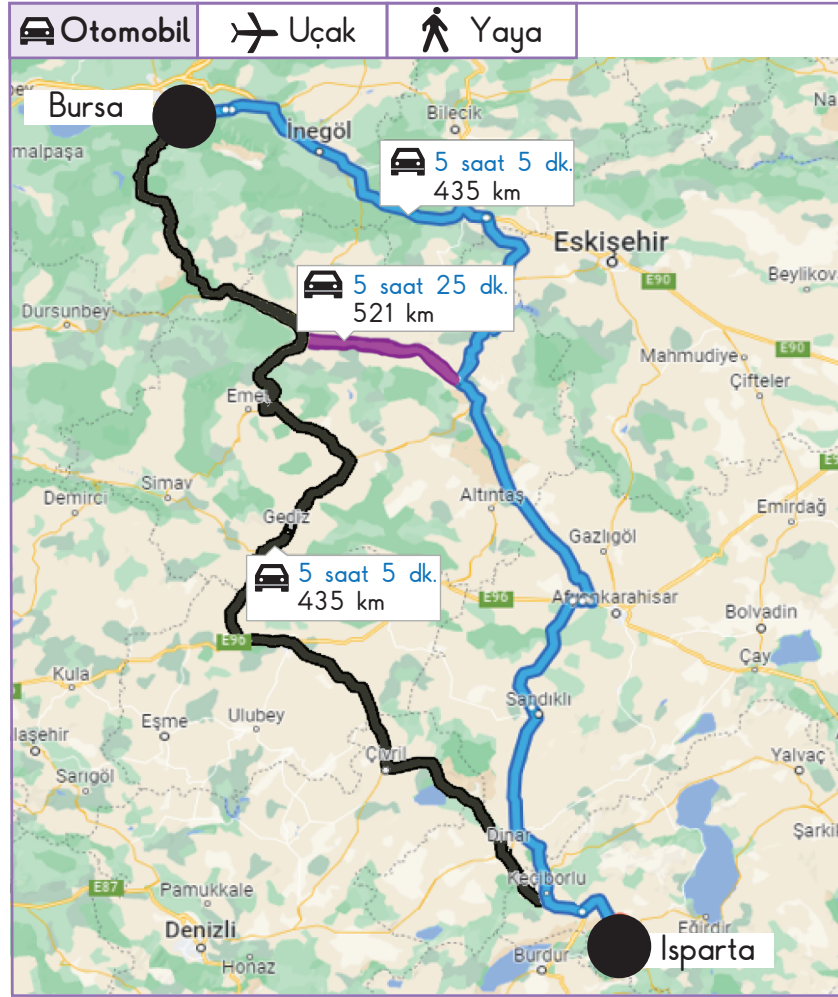 Otomobil
Uçak
Yaya
Bursa
Bilecik
Na
İnegöl
malpaşa
5 saat 5 dk.
435 km
Eskişehir
E90
Beylikov
5 saat 25 dk.
521 km
Dursunbey
E90
Mahmudiye
Çifteler
Emet
Simav
Demirci
Altıntaş
Emirdağ
Gediz
Gazlıgöl
5 saat 5 dk.
435 km
E96
Afyonkarahisar
Bolvadin
E96
Çay
Kula
Sandıklı
Eşme
Ulubey
laşehir
Çivril
Yalvaç
Sarıgöl
Dinar
Şarkik
Keçiborlu
E87
Pamukkale
Denizli
Eğirdir
Isparta
Burdur
Honaz